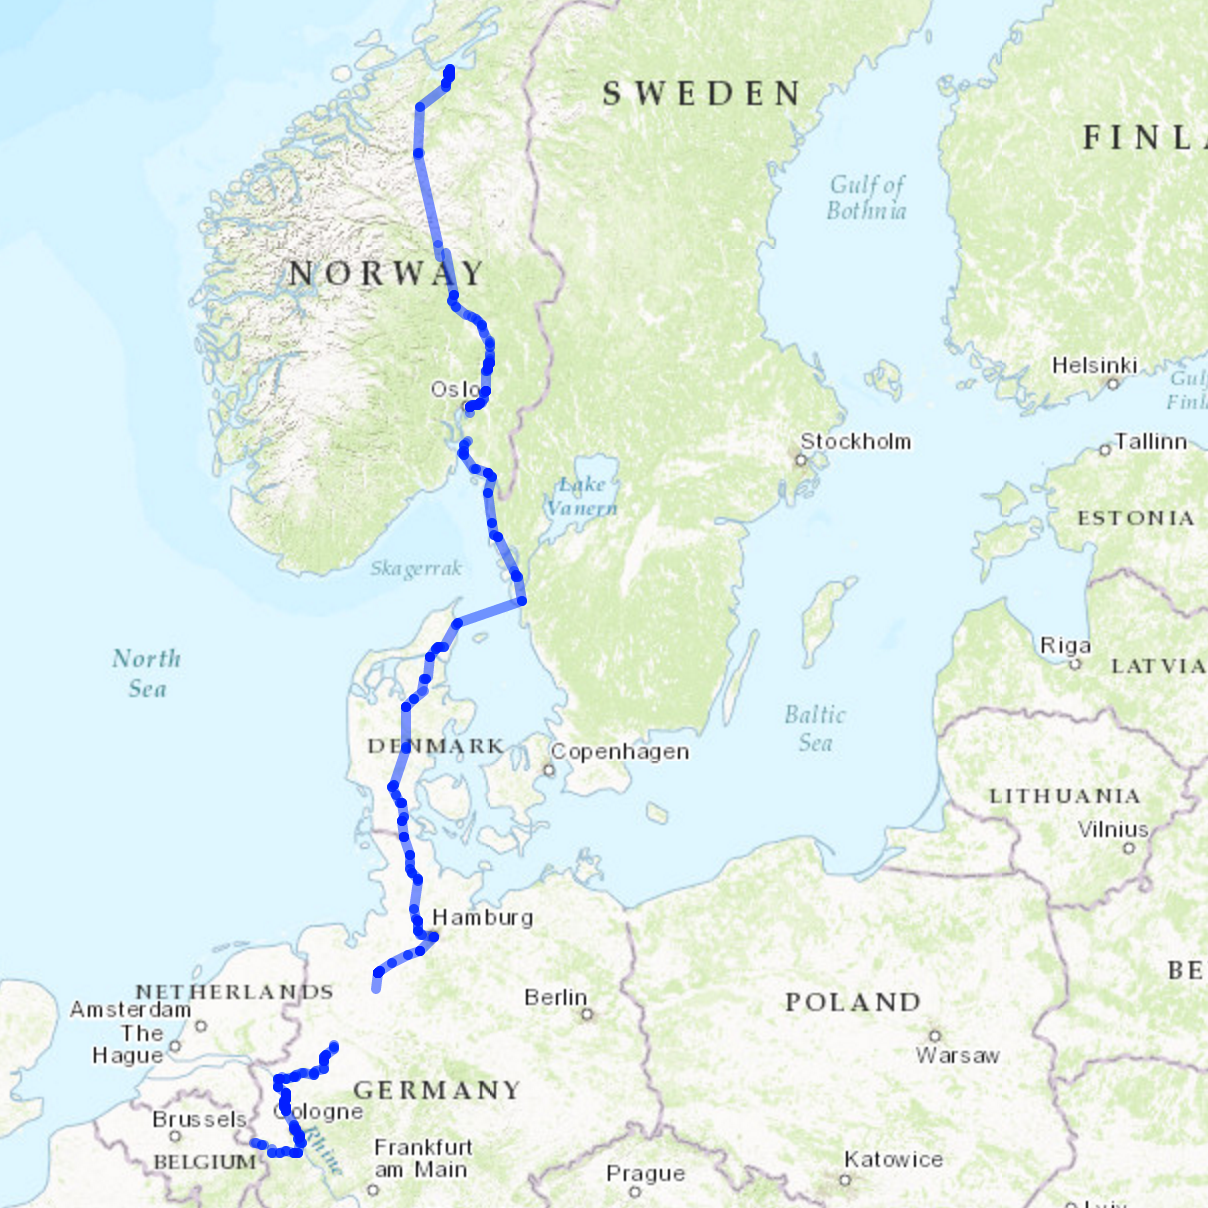 SWEDEN
FINLA
Gulf of
Bothnia
NORWAY
Helsinki
Gul
Finl
Oslo
Stockholm
Tallinn
Lake
Vanern
ESTONIA
Skagerrak
North
Sea
Riga
LATVIA
Baltic
Sea
DENMARK
Copenhagen
LITHUANIA
Vilnius
Hamburg
NETHERLANDS
Amsterdam
The
Hague
Berlin
POLAND
BE
Warsaw
GERMANY
Brussels
Cologne
Rhine
BELGIUM
Frankfurt
am Main
Prague
Katowice